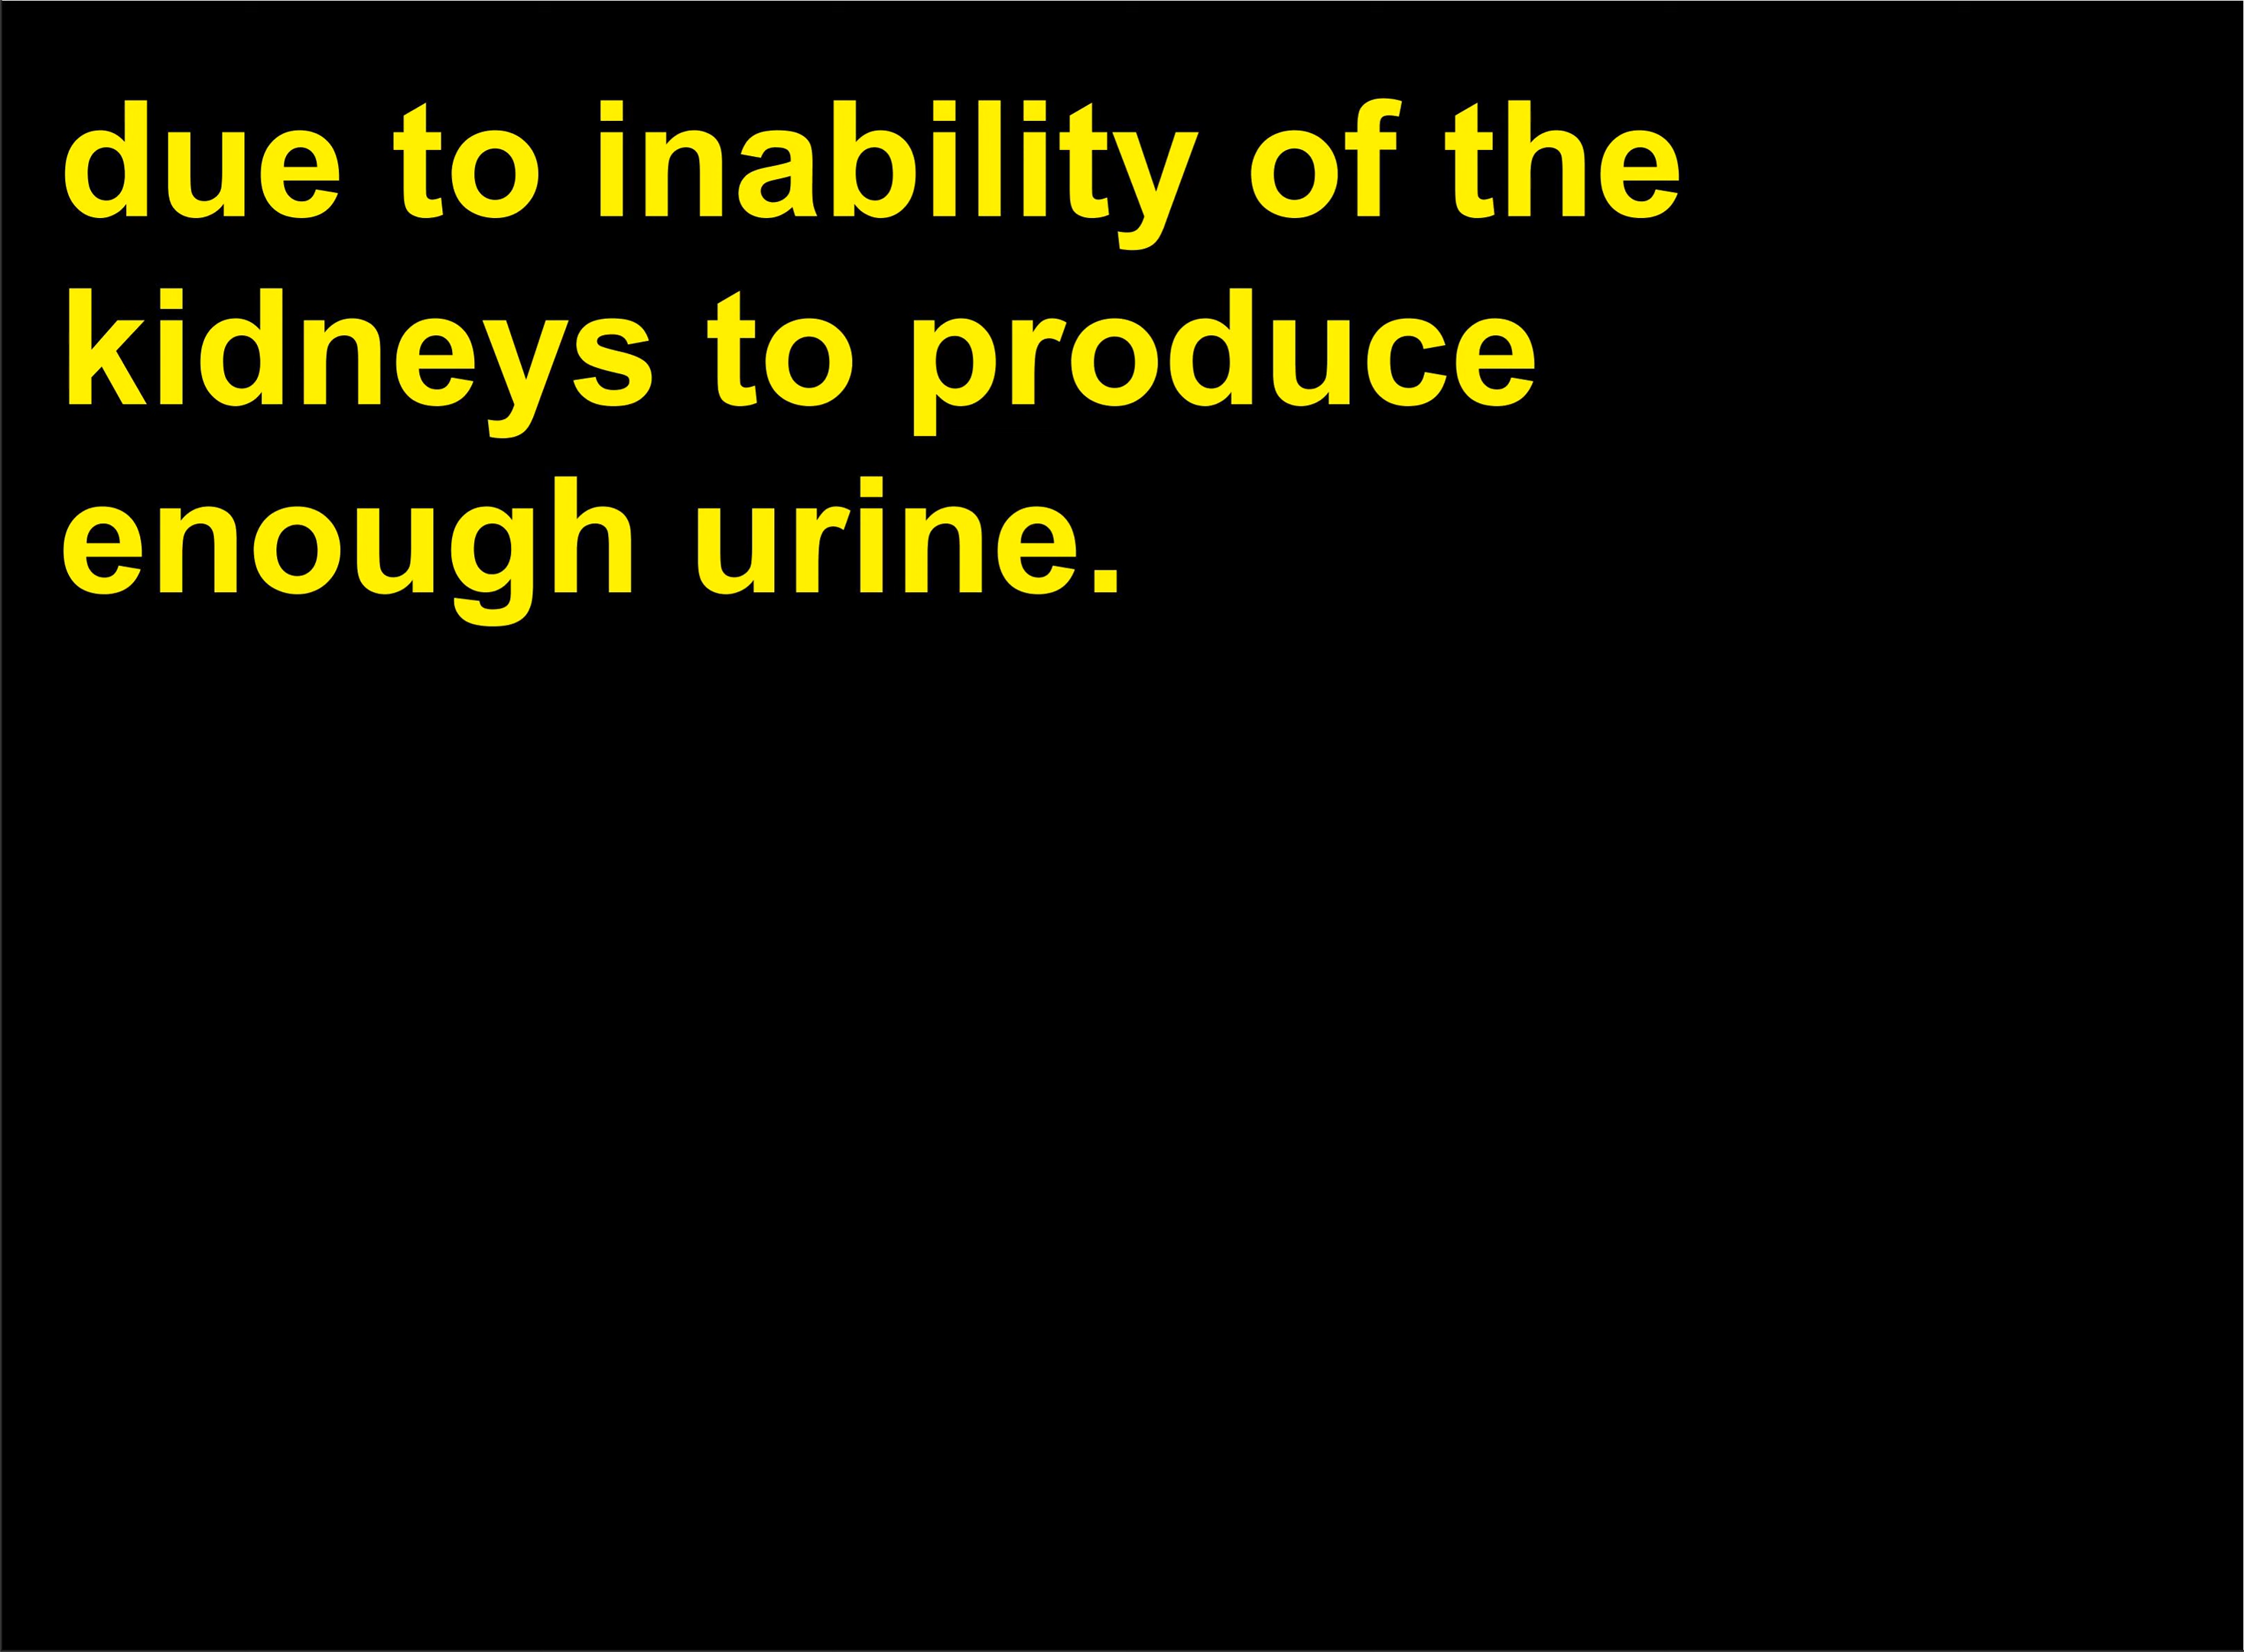 due to inability of the
kidneys to produce
enough urine.